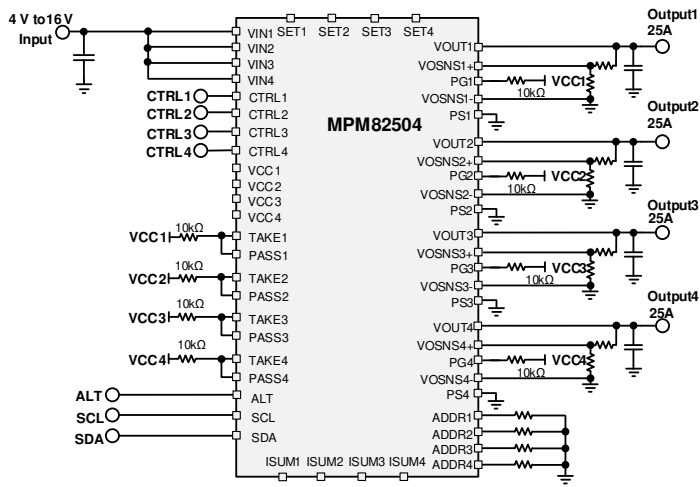 4 V to16 V
Input
VIN1
VIN2
VIN3
VIN4
SET1 SET2 SET3 SET4
CTRL1
CTRL2
CTRL3
CTRL4
CTRL1
CTRL2
CTRL3
CTRL4
MPM82504
VCC1
VCC2
VCC3
VCC4
VCC1
10kΩ
TAKE1
PASS1
VCC2
10kΩ
TAKE2
PASS2
VCC3
10kΩ
TAKE3
PASS3
VCC4
10kΩ
TAKE4
PASS4
ALT
ALT
SCL
SCL
SDA
SDA
ISUM1 ISUM2 ISUM3 ISUM4
VOUT1
VOSNS1+
PG1
VOSNS1-
PS1
10kΩ
VCC1
Output1
25A
VOUT2
VOSNS2+
PG2
VOSNS2-
PS2
10kΩ
VCC2
Output2
25A
VOUT3
VOSNS3+
PG3
VOSNS3-
PS3
10kΩ
VCC3
Output3
25A
VOUT4
VOSNS4+
PG4
VOSNS4-
PS4
10kΩ
VCC4
Output4
25A
ADDR1
ADDR2
ADDR3
ADDR4